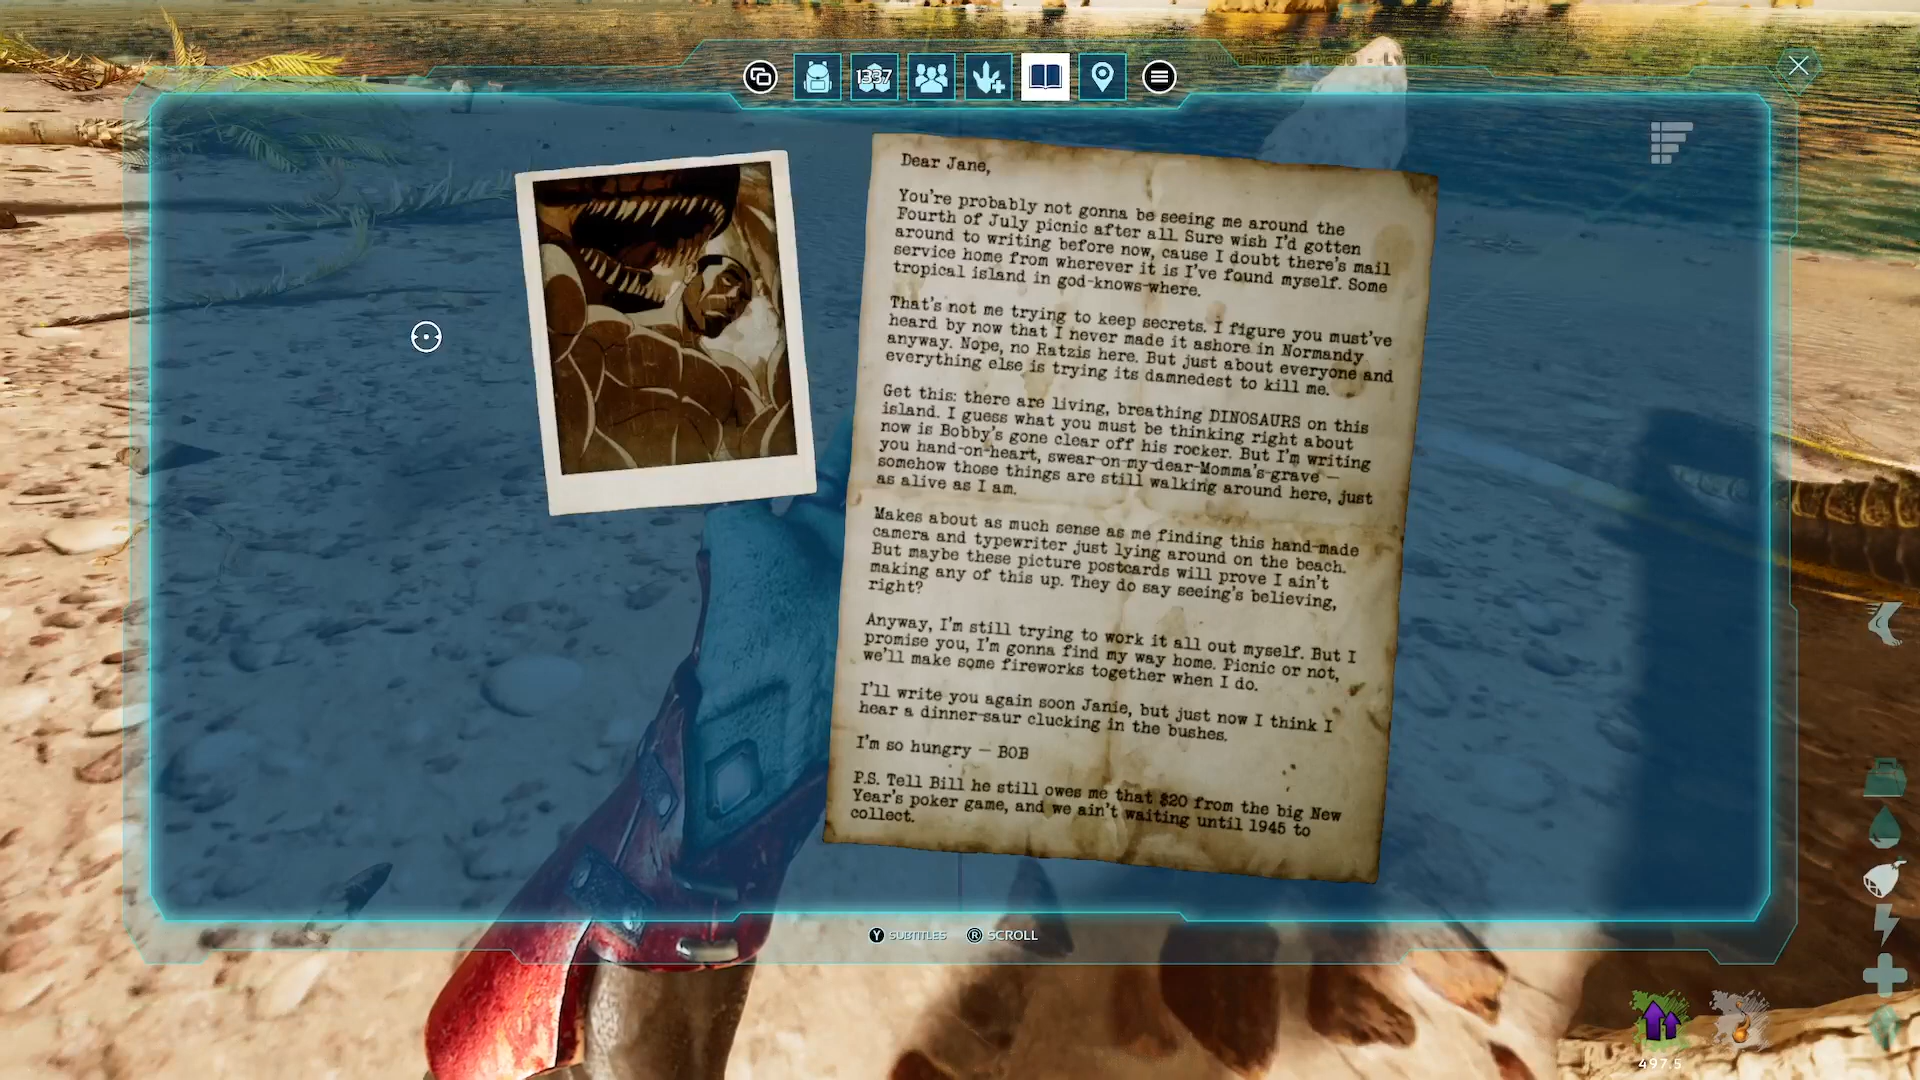 1337
Dear Jane,
You're probably not gonna be seeing me around the
Fourth of July picnic after all Sure wish I'd gotten
around to writing before now, cause I doubt there's mail
service home from wherever it is I've found myself. Some
tropical island in god-knows-where.
That's not me trying to keep secrets. I figure you must've
heard by now that I never made it ashore in Normandy
anyway. Nope, no Ratzis here. But just about everyone and
everything else is trying its damnedest to kill me.
Get this: there are living, breathing DINOSAURS on this
island. I guess what you must be thinking right about
now is Bobby's gone clear off his rocker. But I'm writing
you hand-on-heart, swear-on-my-dear-Momma's-grave —
somehow those things are still walking around here, just
as alive as I am.
Makes about as much sense as me finding this hand-made
camera and typewriter just lying around on the beach.
But maybe these picture postcards will prove I ain't
making any of this up. They do say seeing's believing,
right?
Anyway, I'm still trying to work it all out myself. But I
promise you, I'm gonna find my way home. Picnic or not,
we'll make some fireworks together when I do.
I'll write you again soon Janie, but just now I think I
hear a dinner-saur clucking in the bushes.
I'm so hungry — BOB
P.S. Tell Bill he still owes me that $20 from the big New
Year's poker game, and we ain't waiting until 1945 to
collect.
Y SUBTITLES R SCROLL
497.5